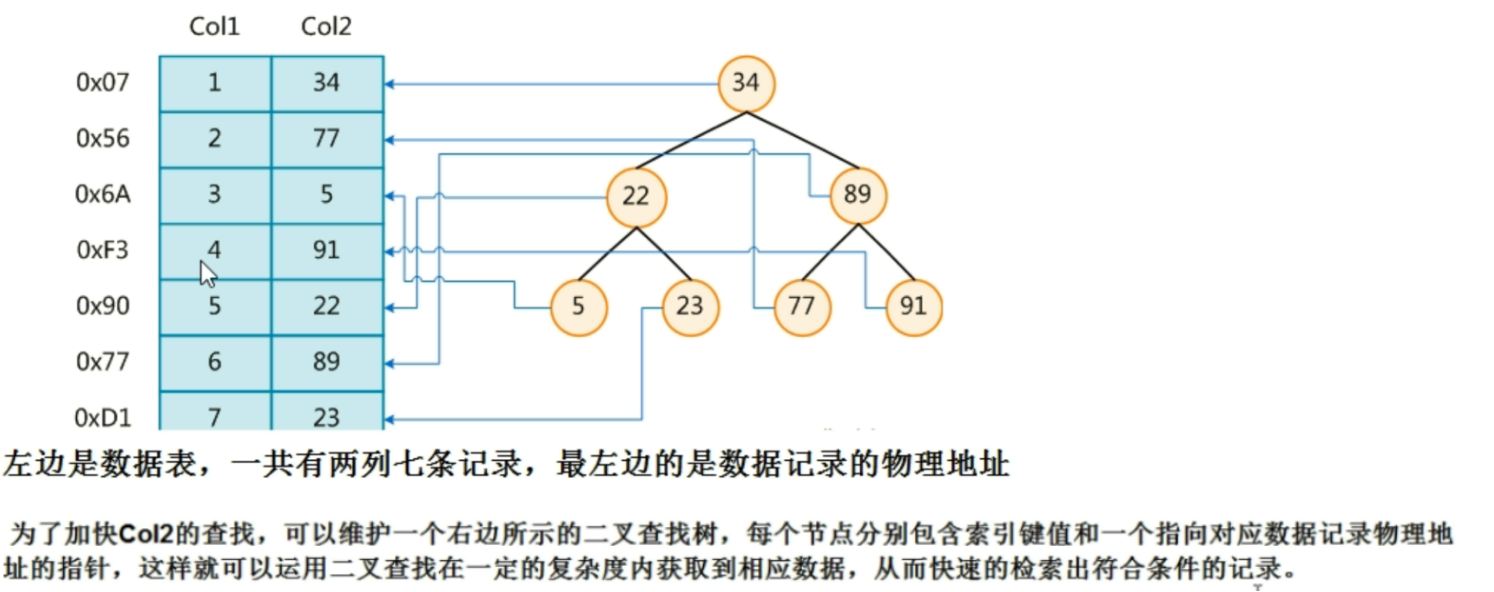 Col1 Col2
0x07 1 34 34
0x56 2 77
0x6A 3 5 22 89
0xF3 4 91
0x90 5 22 5 23 77 91
0x77 6 89
0xD1 7 23
左边是数据表，一共有两列七条记录，最左边的是数据记录的物理地址
为了加快Col2的查找，可以维护一个右边所示的二叉查找树，每个节点分别包含索引键值和一个指向对应数据记录物理地
址的指针，这样就可以运用二叉查找在一定的复杂度内获取到相应数据，从而快速的检索出符合条件的记录。